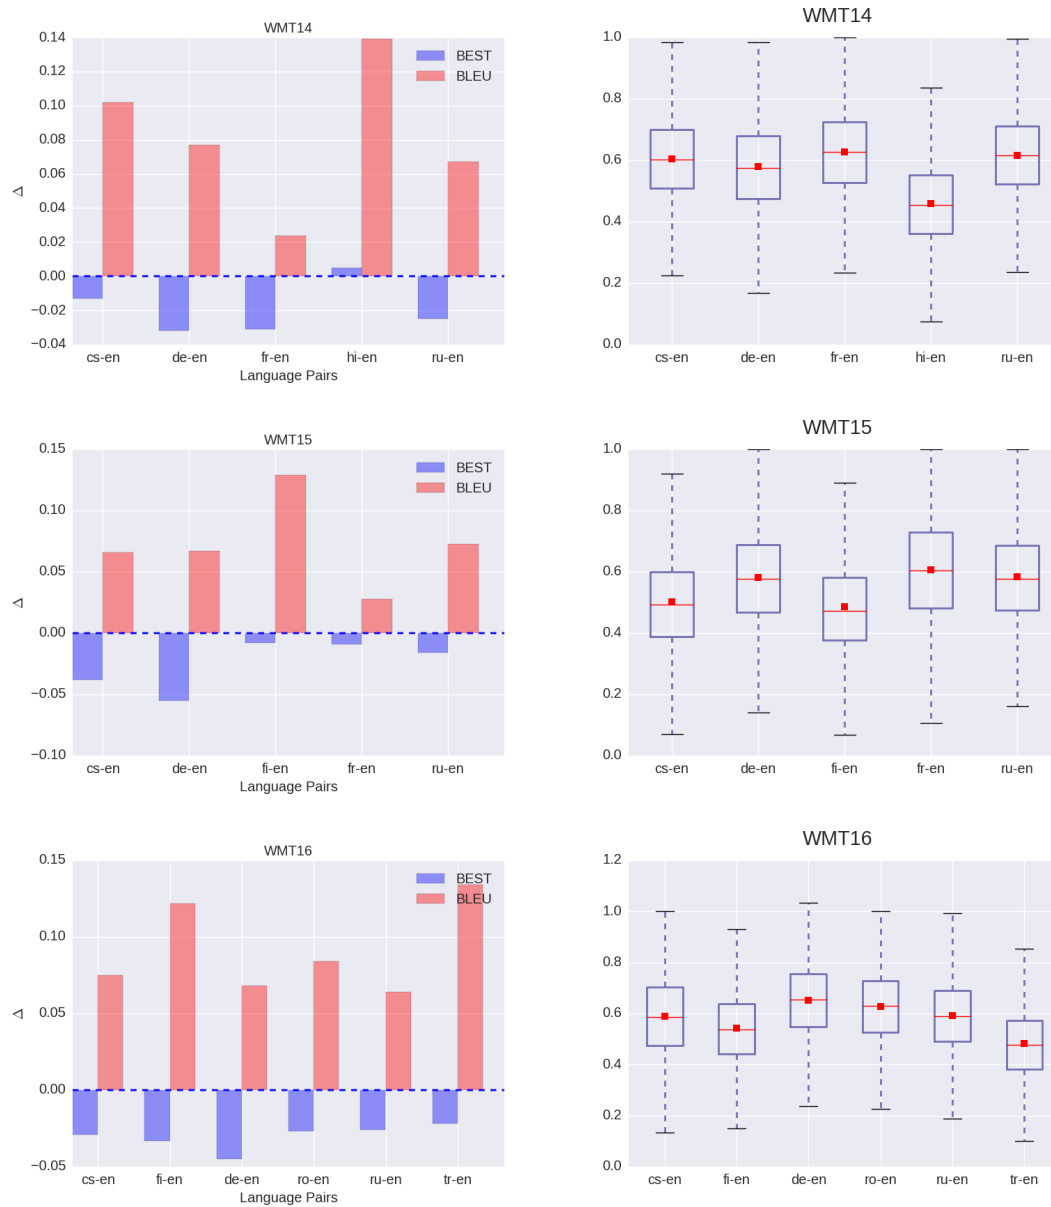 WMT14
0.14
0.12
0.10
0.08
0.06
0.04
0.02
0.00
−0.02
−0.04
Δ
BEST
BLEU
cs-en de-en fr-en hi-en ru-en
Language Pairs
WMT14
1.0
0.8
0.6
0.4
0.2
0.0
cs-en de-en fr-en hi-en ru-en
WMT15
0.15
0.10
0.05
0.00
−0.05
−0.10
Δ
BEST
BLEU
cs-en de-en fi-en fr-en ru-en
Language Pairs
WMT15
1.0
0.8
0.6
0.4
0.2
0.0
cs-en de-en fi-en fr-en ru-en
WMT16
0.15
0.10
0.05
0.00
−0.05
Δ
BEST
BLEU
cs-en fi-en de-en ro-en ru-en tr-en
Language Pairs
WMT16
1.2
1.0
0.8
0.6
0.4
0.2
0.0
cs-en fi-en de-en ro-en ru-en tr-en